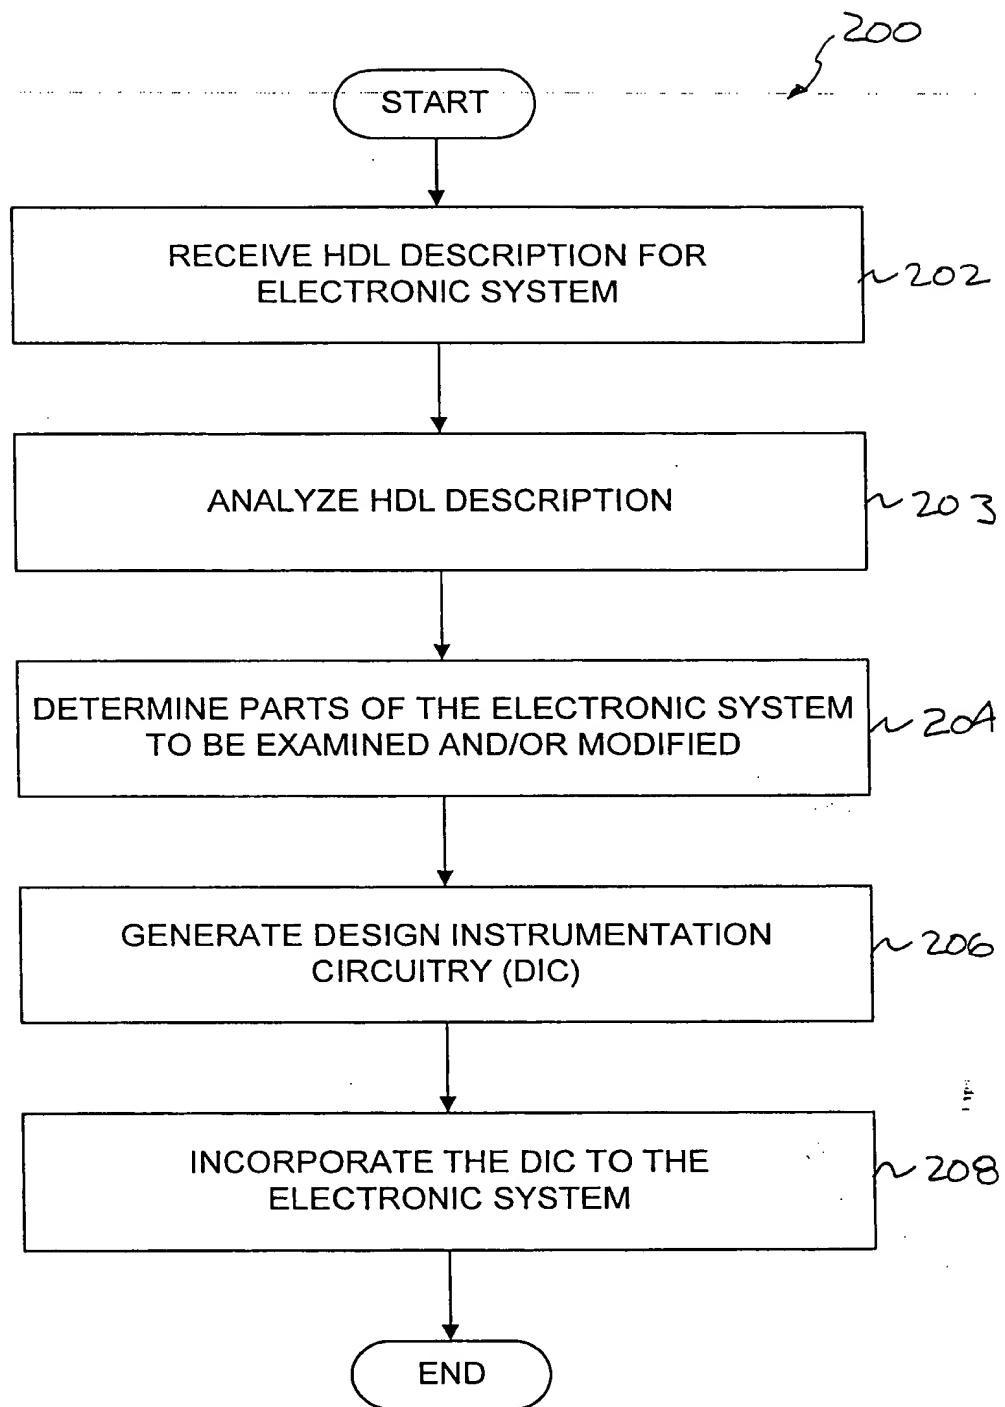 200
START
RECEIVE HDL DESCRIPTION FOR
ELECTRONIC SYSTEM
202
ANALYZE HDL DESCRIPTION
203
DETERMINE PARTS OF THE ELECTRONIC SYSTEM
TO BE EXAMINED AND/OR MODIFIED
204
GENERATE DESIGN INSTRUMENTATION
CIRCUITRY (DIC)
206
INCORPORATE THE DIC TO THE
ELECTRONIC SYSTEM
208
END